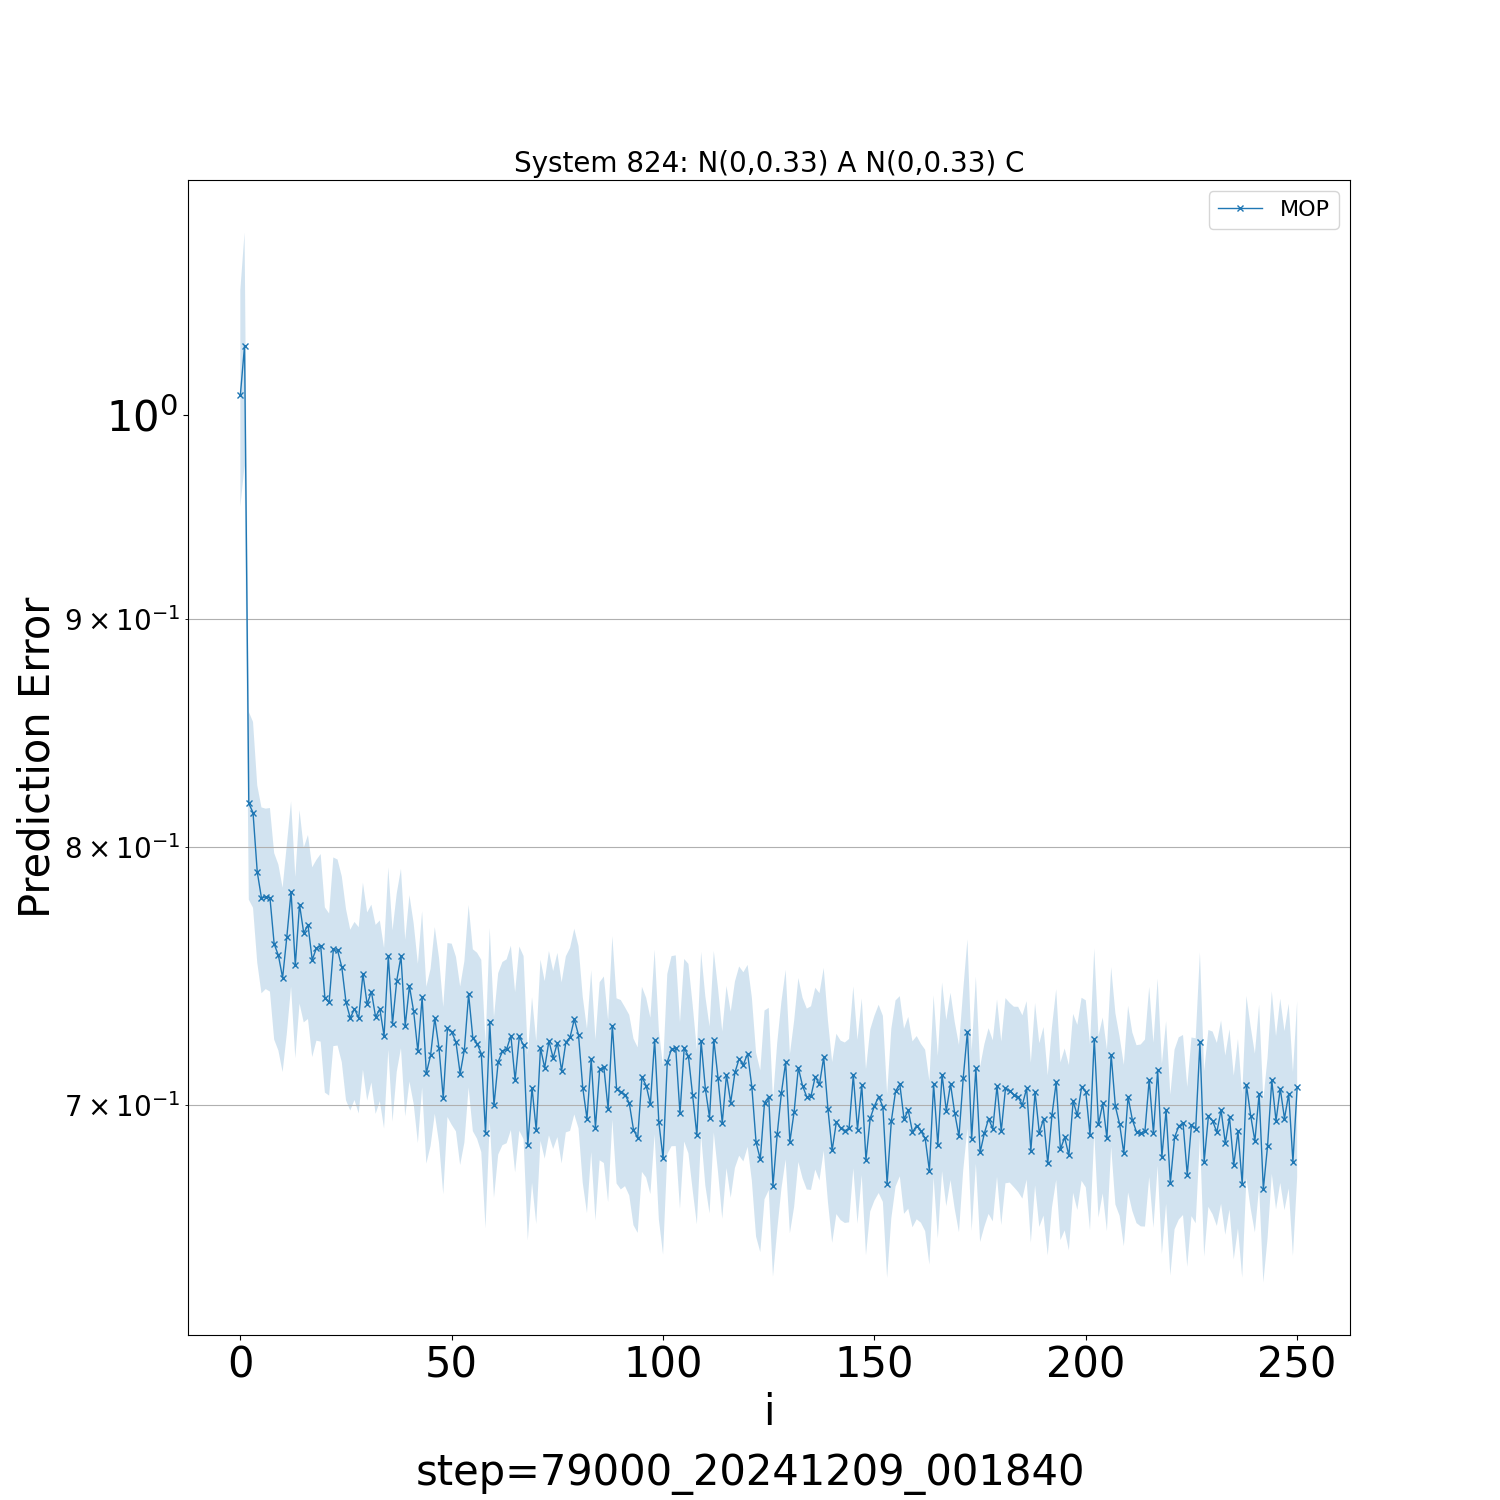 System 824: N(0,0.33) A N(0,0.33) C
MOP
10⁰
9 × 10⁻¹
8 × 10⁻¹
7 × 10⁻¹
Prediction Error
0 50 100 150 200 250
i
step=79000_20241209_001840